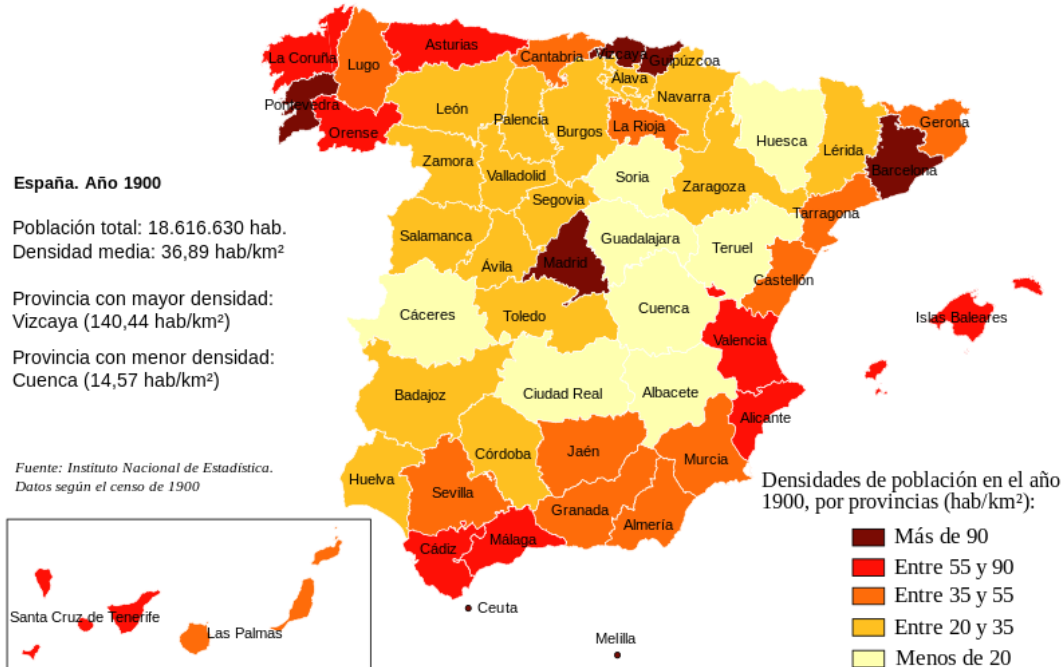 Asturias
La Coruña
Lugo
Cantabria
Vizcaya
Guipúzcoa
Álava
Navarra
Pontevedra
Orense
León
Palencia
Burgos
La Rioja
Huesca
Lérida
Gerona
Barcelona
Zamora
Valladolid
Soria
Zaragoza
Segovia
Tarragona
Salamanca
Ávila
Madrid
Guadalajara
Teruel
Castellón
Cáceres
Toledo
Cuenca
Islas Baleares
Valencia
Badajoz
Ciudad Real
Albacete
Alicante
Huelva
Córdoba
Jaén
Murcia
Sevilla
Granada
Almería
Cádiz
Málaga
Ceuta
Melilla
España. Año 1900
Población total: 18.616.630 hab.
Densidad media: 36,89 hab/km²
Provincia con mayor densidad:
Vizcaya (140,44 hab/km²)
Provincia con menor densidad:
Cuenca (14,57 hab/km²)
Fuente: Instituto Nacional de Estadística.
Datos según el censo de 1900
Santa Cruz de Tenerife
Las Palmas
Densidades de población en el año
1900, por provincias (hab/km²):
Más de 90
Entre 55 y 90
Entre 35 y 55
Entre 20 y 35
Menos de 20